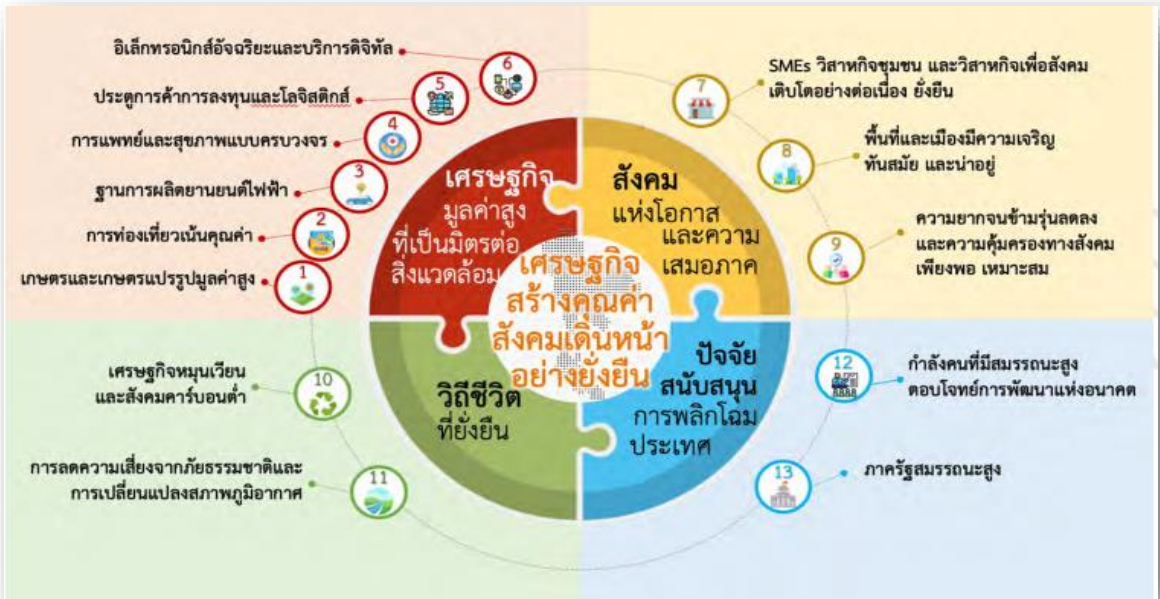 อิเล็กทรอนิกส์อัจฉริยะและบริการดิจิทัล
6
ประตูการค้าการลงทุนและโลจิสติกส์
5
การแพทย์และสุขภาพแบบครบวงจร
4
ฐานการผลิตยานยนต์ไฟฟ้า
3
การท่องเที่ยวเน้นคุณค่า
2
เกษตรและเกษตรแปรรูปมูลค่าสูง
1
เศรษฐกิจ
มูลค่าสูง
ที่เป็นมิตรต่อ
สิ่งแวดล้อม
สังคม
แห่งโอกาส
และความ
เสมอภาค
7
SMEs วิสาหกิจชุมชน และวิสาหกิจเพื่อสังคม
เติบโตอย่างต่อเนื่อง ยั่งยืน
8
พื้นที่และเมืองมีความเจริญ
ทันสมัย และน่าอยู่
9
ความยากจนข้ามรุ่นลดลง
และความคุ้มครองทางสังคม
เพียงพอ เหมาะสม
เศรษฐกิจ
สร้างคุณค่า
สังคมเดินหน้า
อย่างยั่งยืน
เศรษฐกิจหมุนเวียน
และสังคมคาร์บอนต่ำ
10
การลดความเสี่ยงจากภัยธรรมชาติและ
การเปลี่ยนแปลงสภาพภูมิอากาศ
11
วิถีชีวิต
ที่ยั่งยืน
ปัจจัย
สนับสนุน
การพลิกโฉม
ประเทศ
12
กำลังคนที่มีสมรรถนะสูง
ตอบโจทย์การพัฒนาแห่งอนาคต
13
ภาครัฐสมรรถนะสูง